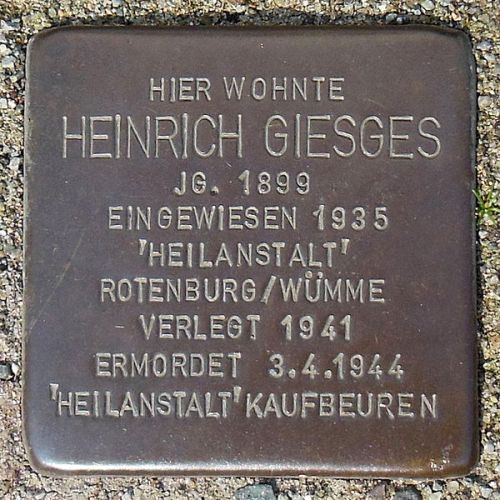 HIER WOHNTE
HEINRICH GIESGES
JG. 1899
EINGEWIESEN 1935
'HEILANSTALT'
ROTENBURG/WÜMME
VERLEGT 1941
ERMORDET 3.4.1944
'HEILANSTALT' KAUFBEUREN